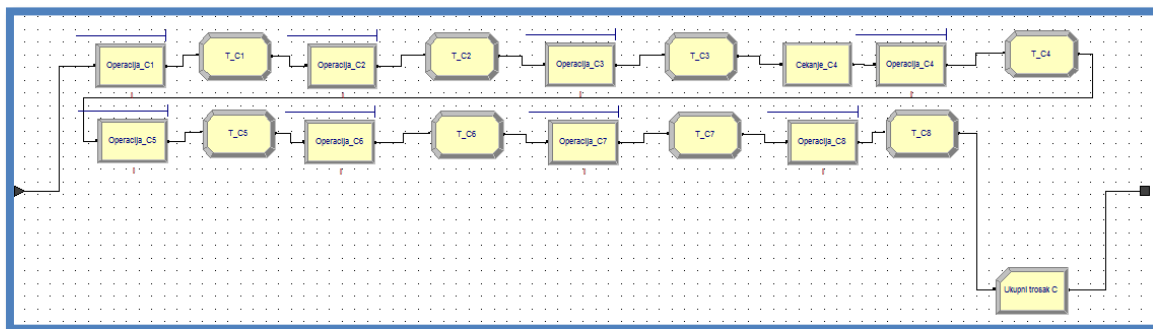 Operacija_C1
T_C1
Operacija_C2
T_C2
Operacija_C3
T_C3
Cekanje_C4
Operacija_C4
T_C4
Operacija_C5
T_C5
Operacija_C6
T_C6
Operacija_C7
T_C7
Operacija_C8
T_C8
Ukupni trosak C